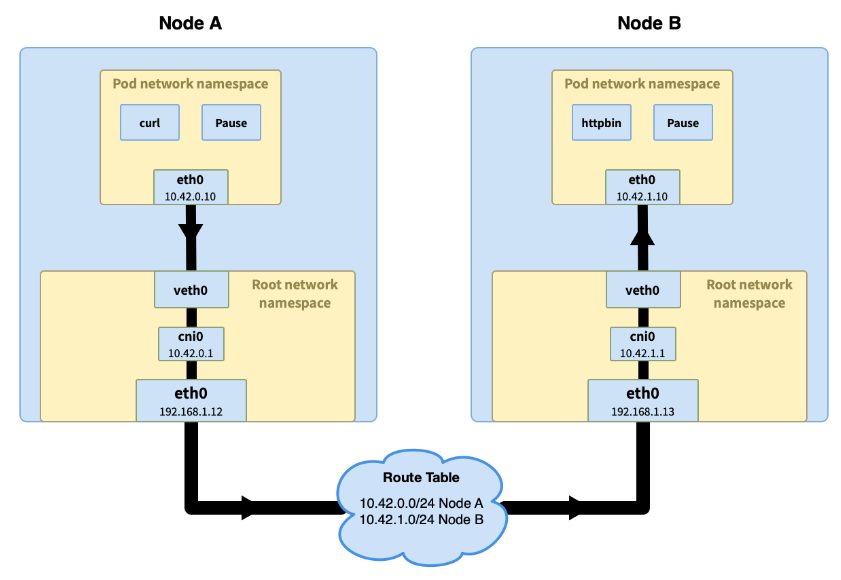 Node A
Pod network namespace
curl
Pause
eth0
10.42.0.10
veth0
Root network
namespace
cni0
10.42.0.1
eth0
192.168.1.12
Node B
Pod network namespace
httpbin
Pause
eth0
10.42.1.10
veth0
Root network
namespace
cni0
10.42.1.1
eth0
192.168.1.13
Route Table
10.42.0.0/24 Node A
10.42.1.0/24 Node B